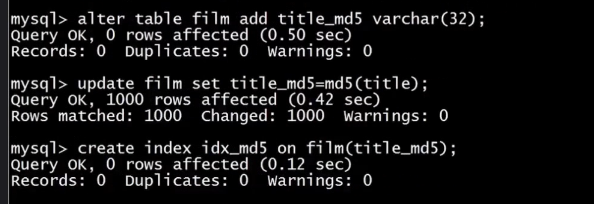 mysql> alter table film add title_md5 varchar(32);
Query OK, 0 rows affected (0.50 sec)
Records: 0  Duplicates: 0  Warnings: 0
mysql> update film set title_md5=md5(title);
Query OK, 1000 rows affected (0.42 sec)
Rows matched: 1000  Changed: 1000  Warnings: 0
mysql> create index idx_md5 on film(title_md5);
Query OK, 0 rows affected (0.12 sec)
Records: 0  Duplicates: 0  Warnings: 0